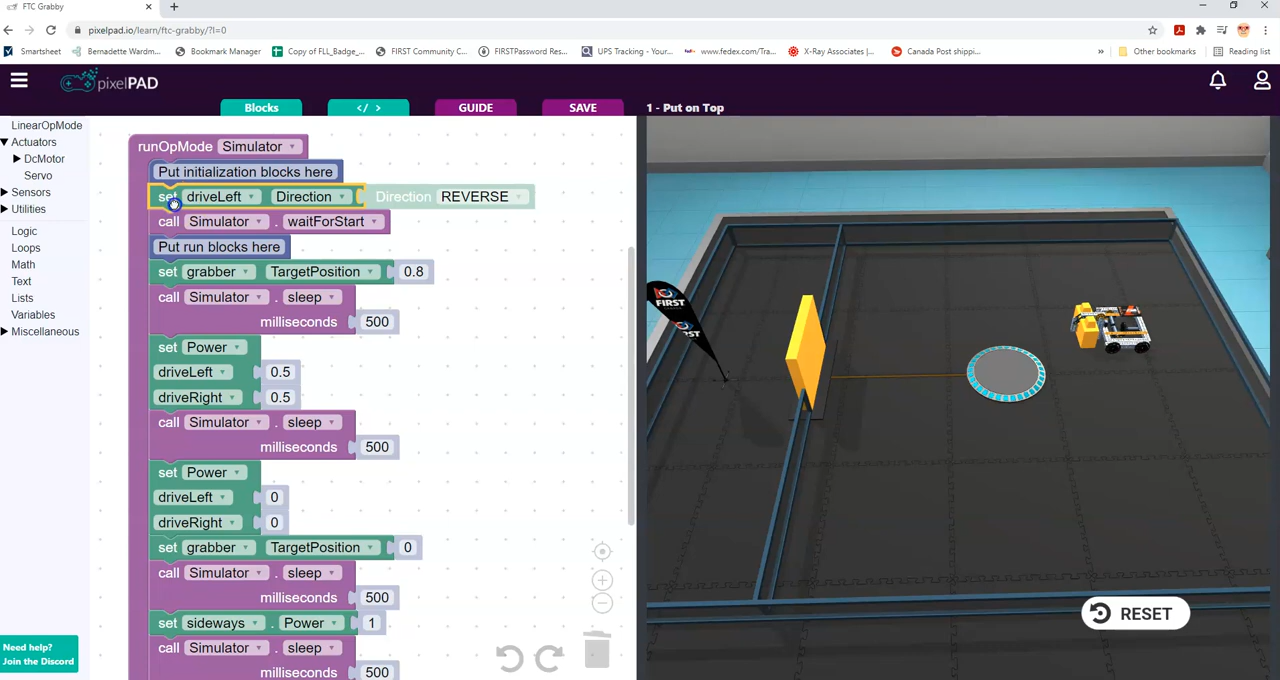 FTC Grabby
pixelpad.io/learn/ftc-grabby/?l=0
Smartsheet
Bernadette Wardm...
Bookmark Manager
Copy of FLL_Badge_...
FIRST Community C...
FIRSTPassword Res...
UPS Tracking - Your...
www.fedex.com/Tra...
X-Ray Associates |...
Canada Post shippi...
»
Other bookmarks
Reading list
pixelPAD
Blocks
</>
GUIDE
SAVE
1 - Put on Top
LinearOpMode
Actuators
DcMotor
Servo
Sensors
Utilities
Logic
Loops
Math
Text
Lists
Variables
Miscellaneous
Need help?
Join the Discord
runOpMode Simulator
Put initialization blocks here
set driveLeft . Direction Direction REVERSE
call Simulator . waitForStart
Put run blocks here
set grabber . TargetPosition 0.8
call Simulator . sleep
milliseconds 500
set Power
driveLeft 0.5
driveRight 0.5
call Simulator . sleep
milliseconds 500
set Power
driveLeft 0
driveRight 0
set grabber . TargetPosition 0
call Simulator . sleep
milliseconds 500
set sideways . Power 1
call Simulator . sleep
milliseconds 500
FIRST
RESET